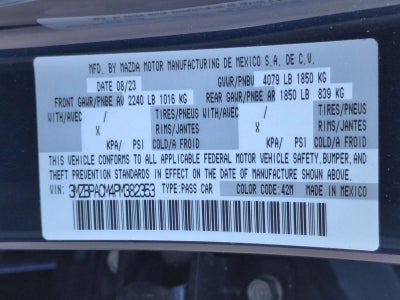 MFD. BY MAZDA MOTOR MANUFACTURING DE MEXICO S.A. DE C.V.
DATE 08/23 GVWR/PNBV 4079 LB 1850 KG
FRONT GAWR/PNBE AV 2240 LB 1016 KG REAR GAWR/PNBE AR 1850 LB 839 KG
WITH/AVEC / TIRES/PNEUS WITH/AVEC / TIRES/PNEUS
X RIMS/JANTES X RIMS/JANTES
KPA/ PSI COLD/A FROID KPA/ PSI COLD/A FROID
THIS VEHICLE CONFORMS TO ALL APPLICABLE FEDERAL MOTOR VEHICLE SAFETY, BUMPER, AND
THEFT PREVENTION STANDARDS IN EFFECT ON THE DATE OF MANUFACTURE SHOWN ABOVE.
VIN: 3MZBPACM4PM382353 TYPE:PASS CAR COLOR CODE:42M MADE IN MEXICO